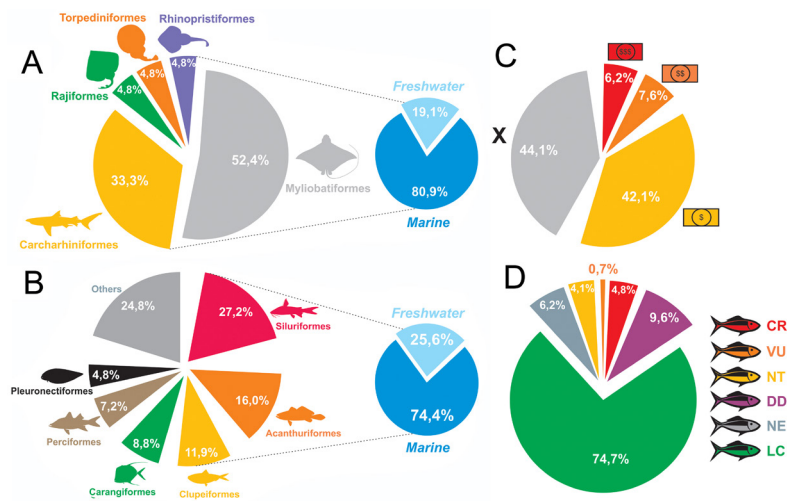 A
Torpediniformes
Rhinopristiformes
4,8%
4,8%
Rajiformes
4,8%
33,3%
52,4%
Myliobatiformes
Carcharhiniformes
Freshwater
19,1%
80,9%
Marine
B
Others
24,8%
27,2%
Siluriformes
4,8%
Pleuronectiformes
7,2%
Perciformes
8,8%
Carangiformes
11,9%
Clupeiformes
16,0%
Acanthuriformes
Freshwater
25,6%
74,4%
Marine
C
$$$
6,2%
$$
7,6%
X
44,1%
42,1%
$
D
0,7%
6,2%
4,1%
4,8%
9,6%
74,7%
CR
VU
NT
DD
NE
LC